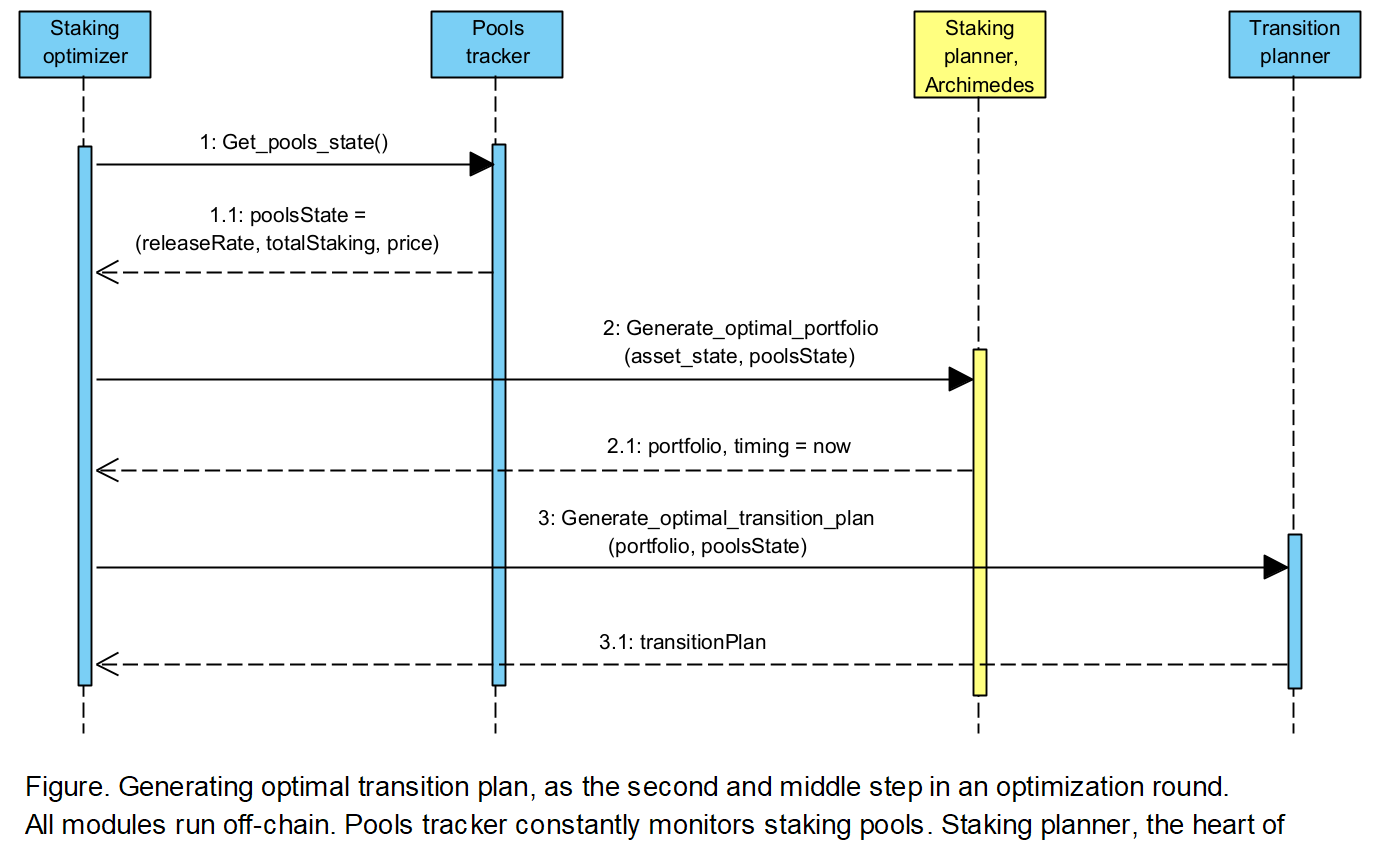 Staking
optimizer
Pools
tracker
Staking
planner,
Archimedes
Transition
planner
1: Get_pools_state()
1.1: poolsState =
(releaseRate, totalStaking, price)
2: Generate_optimal_portfolio
(asset_state, poolsState)
2.1: portfolio, timing = now
3: Generate_optimal_transition_plan
(portfolio, poolsState)
3.1: transitionPlan
Figure. Generating optimal transition plan, as the second and middle step in an optimization round.
All modules run off-chain. Pools tracker constantly monitors staking pools. Staking planner, the heart of